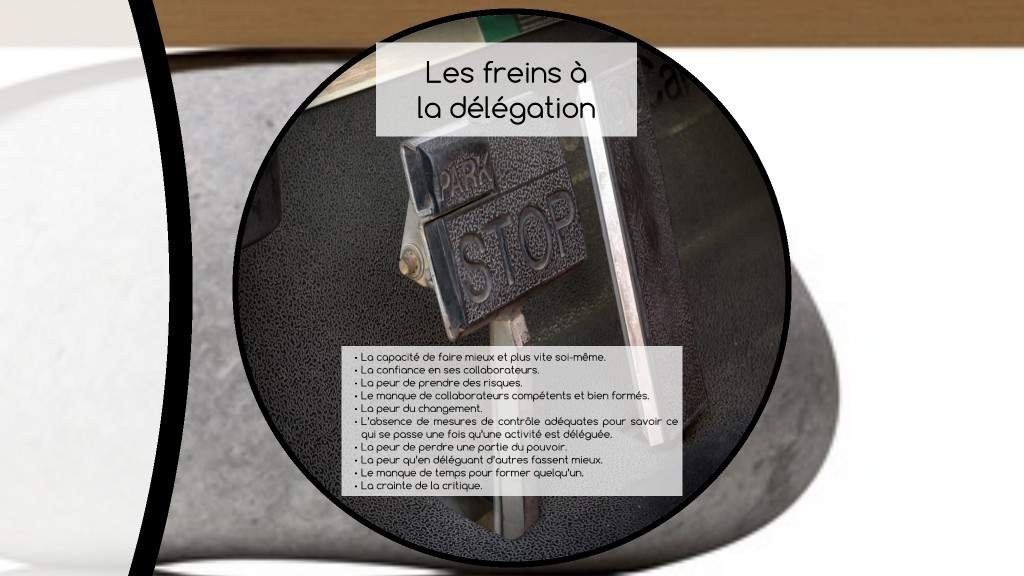 Les freins à
la délégation
PARK
STOP
• La capacité de faire mieux et plus vite soi-même.
• La confiance en ses collaborateurs.
• La peur de prendre des risques.
• Le manque de collaborateurs compétents et bien formés.
• La peur du changement.
• L'absence de mesures de contrôle adéquates pour savoir ce
qui se passe une fois qu'une activité est déléguée.
• La peur de perdre une partie du pouvoir.
• La peur qu'en déléguant d'autres fassent mieux.
• Le manque de temps pour former quelqu'un.
• La crainte de la critique.